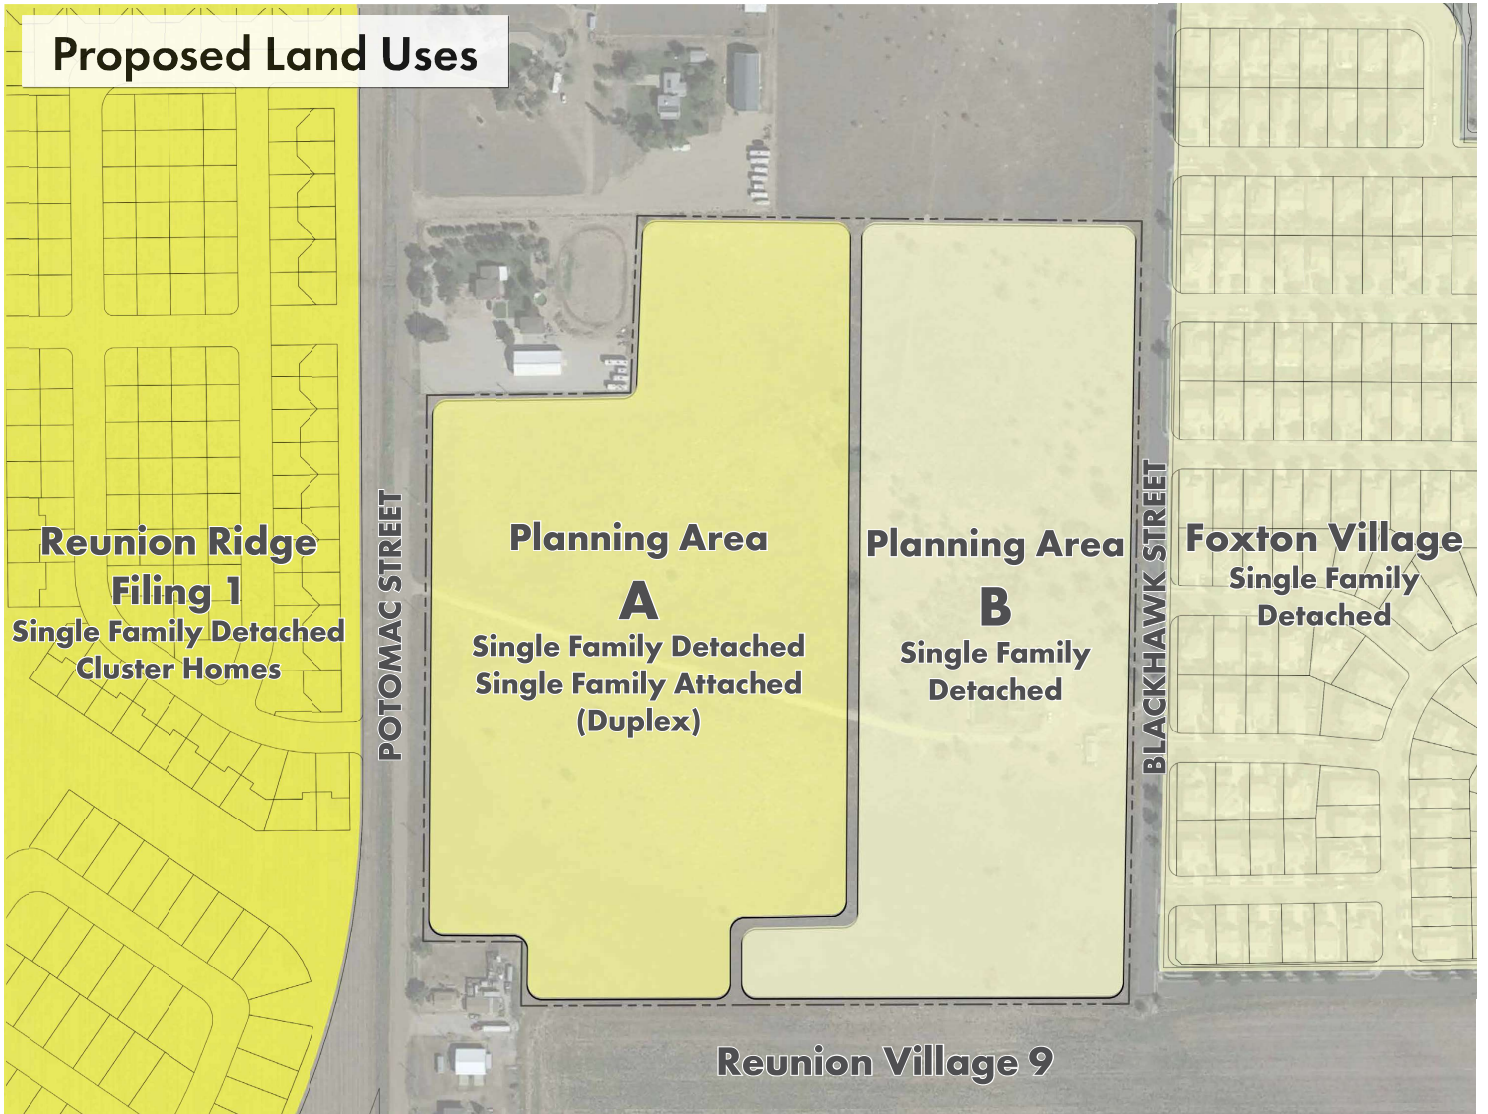 Proposed Land Uses
Reunion Ridge
Filing 1
Single Family Detached
Cluster Homes
POTOMAC STREET
Planning Area
A
Single Family Detached
Single Family Attached
(Duplex)
Planning Area
B
Single Family
Detached
BLACKHAWK STREET
Foxton Village
Single Family
Detached
Reunion Village 9